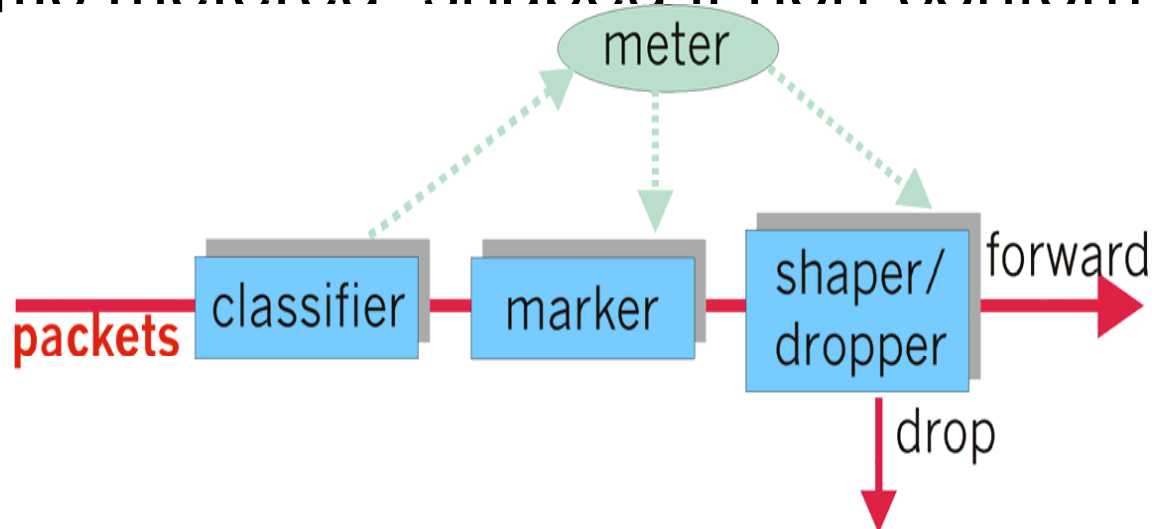 meter
forward
shaper/
dropper
classifier
marker
packets
drop